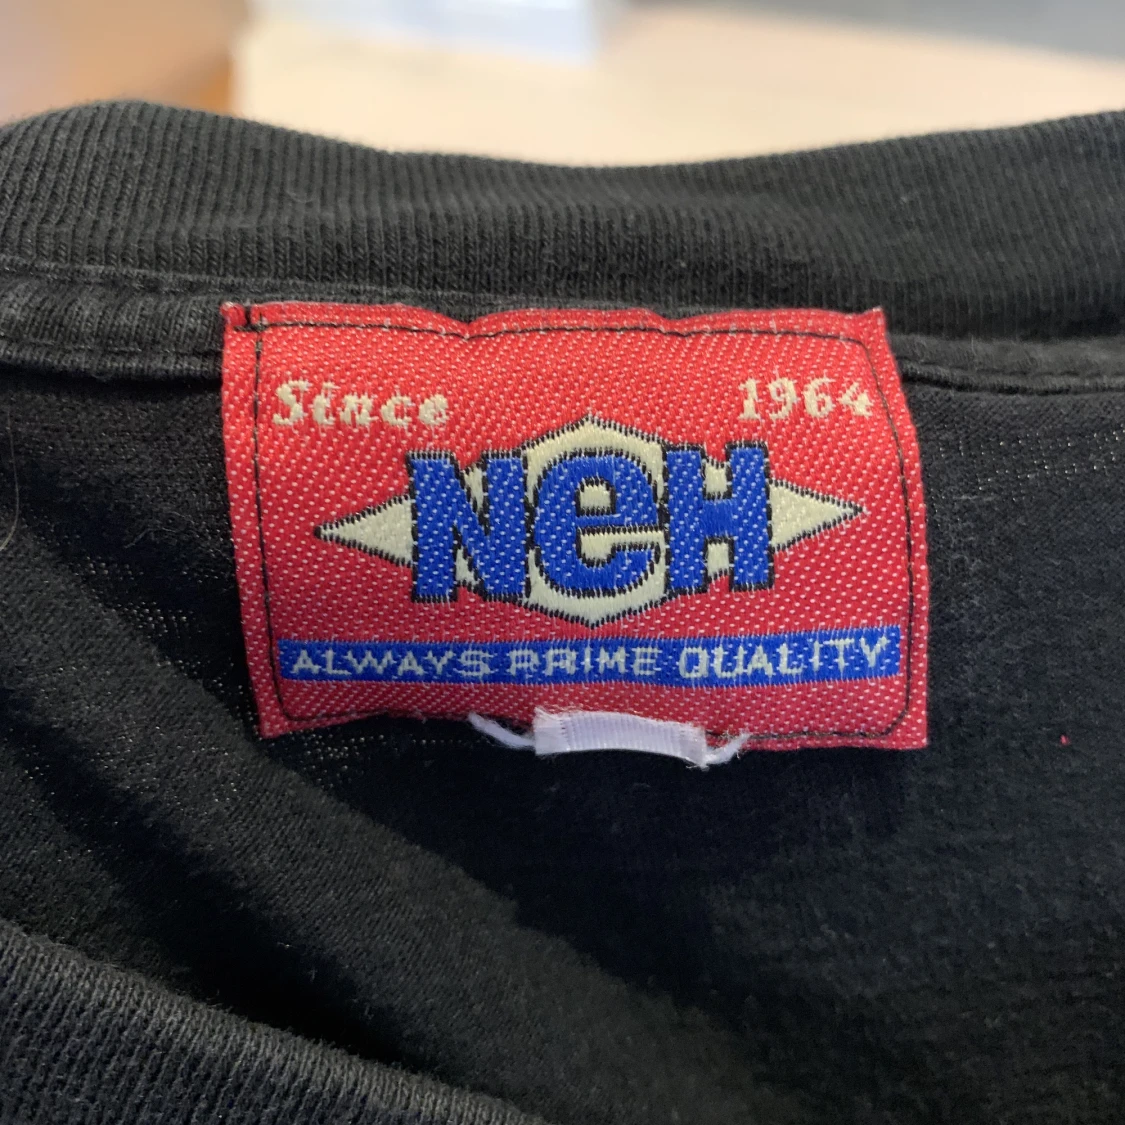 Since 1964
NeH
ALWAYS PRIME QUALITY